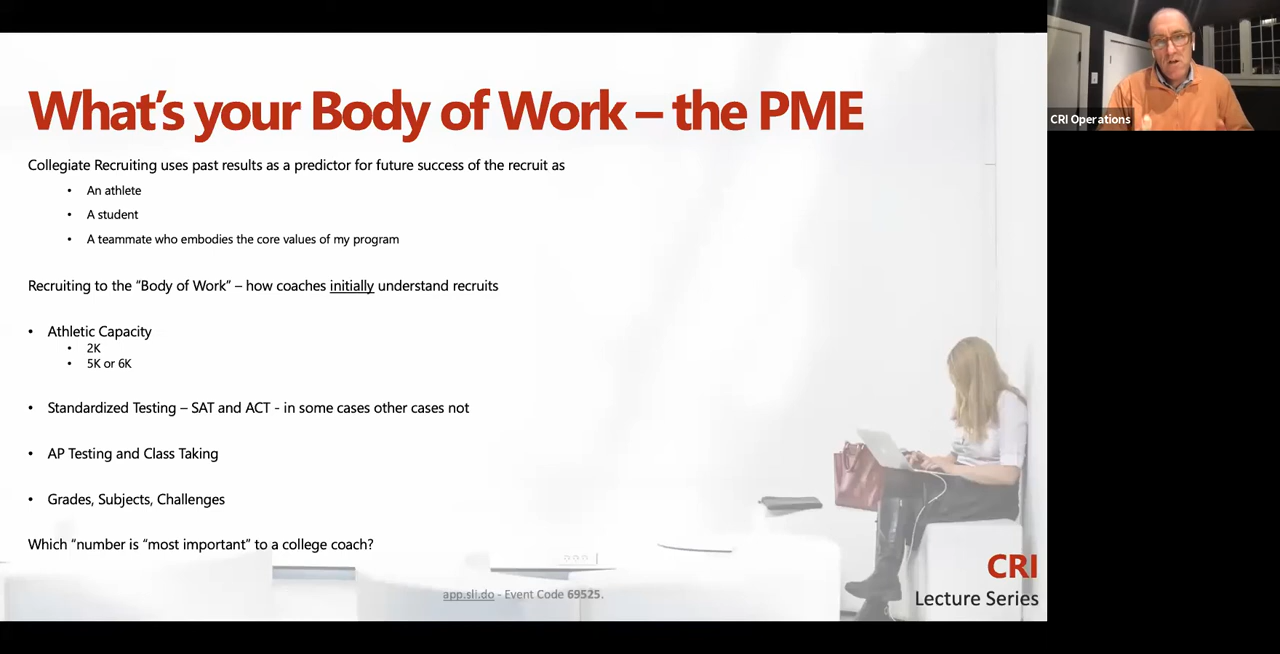 What's your Body of Work – the PME
Collegiate Recruiting uses past results as a predictor for future success of the recruit as
• An athlete
• A student
• A teammate who embodies the core values of my program
Recruiting to the "Body of Work" – how coaches initially understand recruits
• Athletic Capacity
• 2K
• 5K or 6K
• Standardized Testing – SAT and ACT - in some cases other cases not
• AP Testing and Class Taking
• Grades, Subjects, Challenges
Which "number is "most important" to a college coach?
app.sli.do - Event Code 69525.
CRI
Lecture Series
CRI Operations